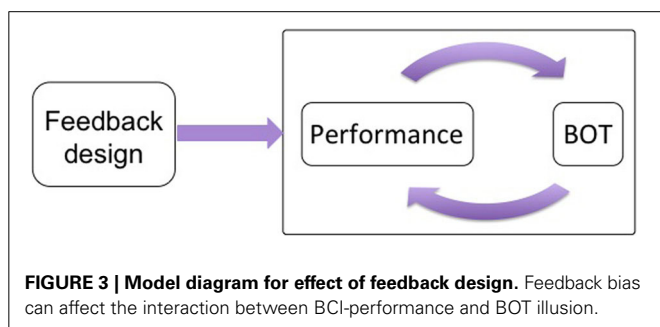 Feedback
design
Performance
BOT
FIGURE 3 | Model diagram for effect of feedback design. Feedback bias
can affect the interaction between BCI-performance and BOT illusion.